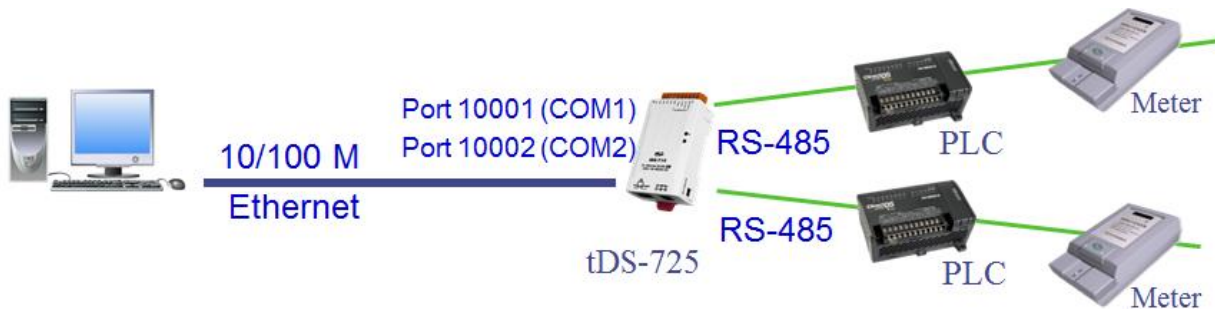 Port 10001 (COM1)
Port 10002 (COM2)
10/100 M
Ethernet
tDS-725
RS-485
PLC
Meter
RS-485
PLC
Meter